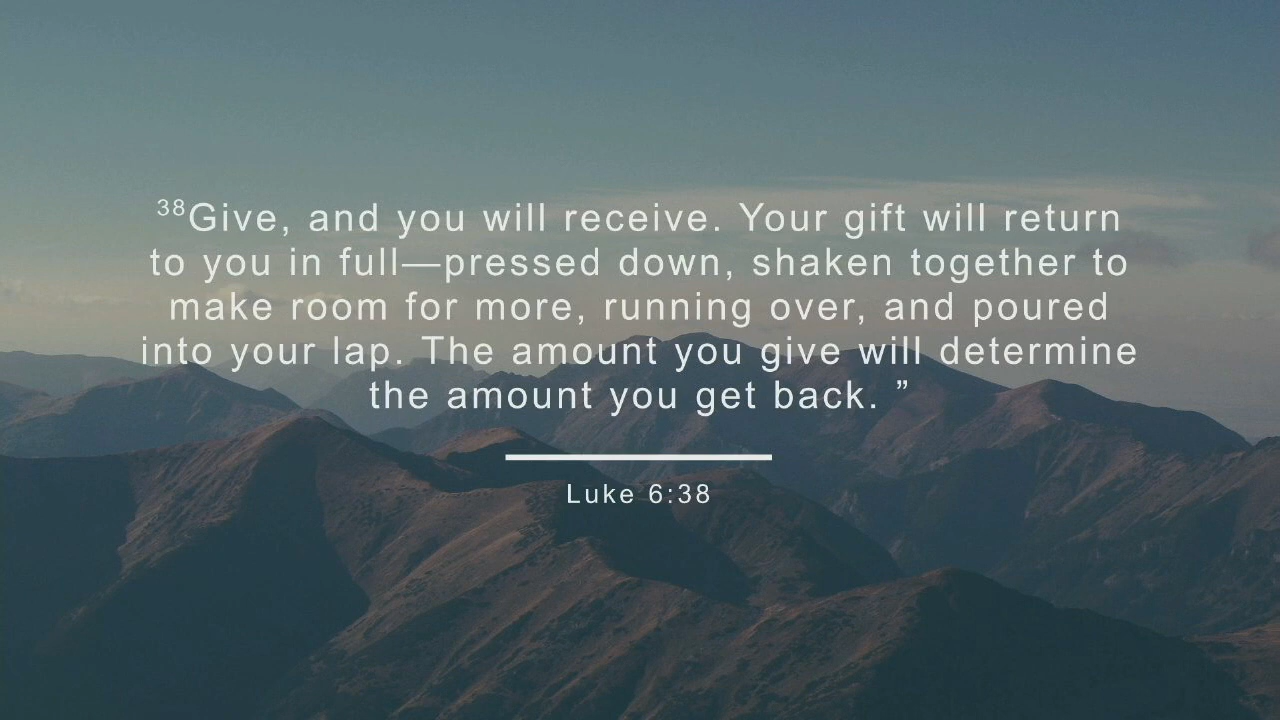 38Give, and you will receive. Your gift will return
to you in full—pressed down, shaken together to
make room for more, running over, and poured
into your lap. The amount you give will determine
the amount you get back. ”
Luke 6:38